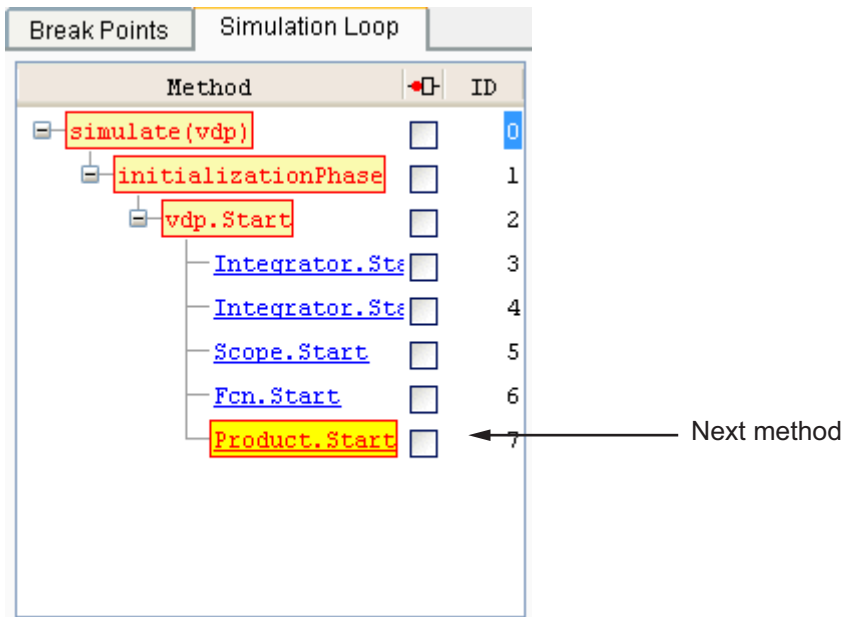 Break Points Simulation Loop
Method ID
simulate(vdp) 0
initializationPhase 1
vdp.Start 2
Integrator.Sta 3
Integrator.Sta 4
Scope.Start 5
Fcn.Start 6
Product.Start 7 Next method